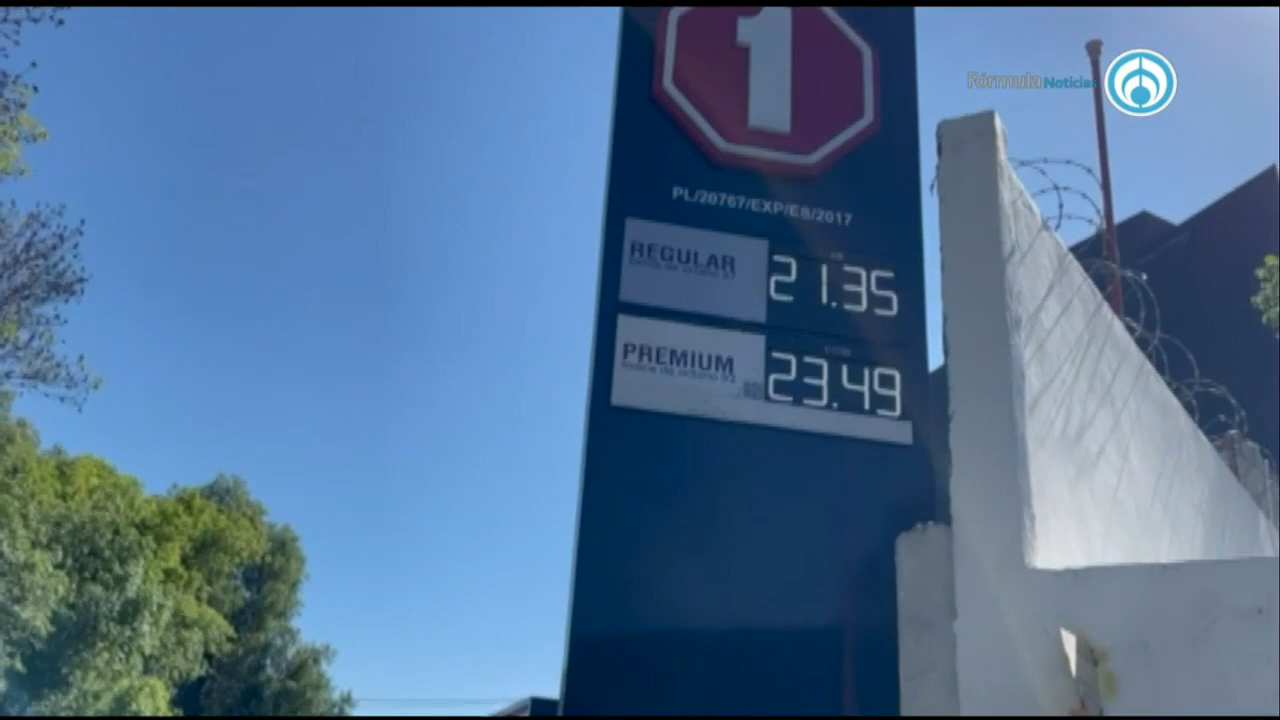 1
Fórmula Noticias
PL/20767/EXP/ES/2017
REGULAR 21.35
PREMIUM 23.49